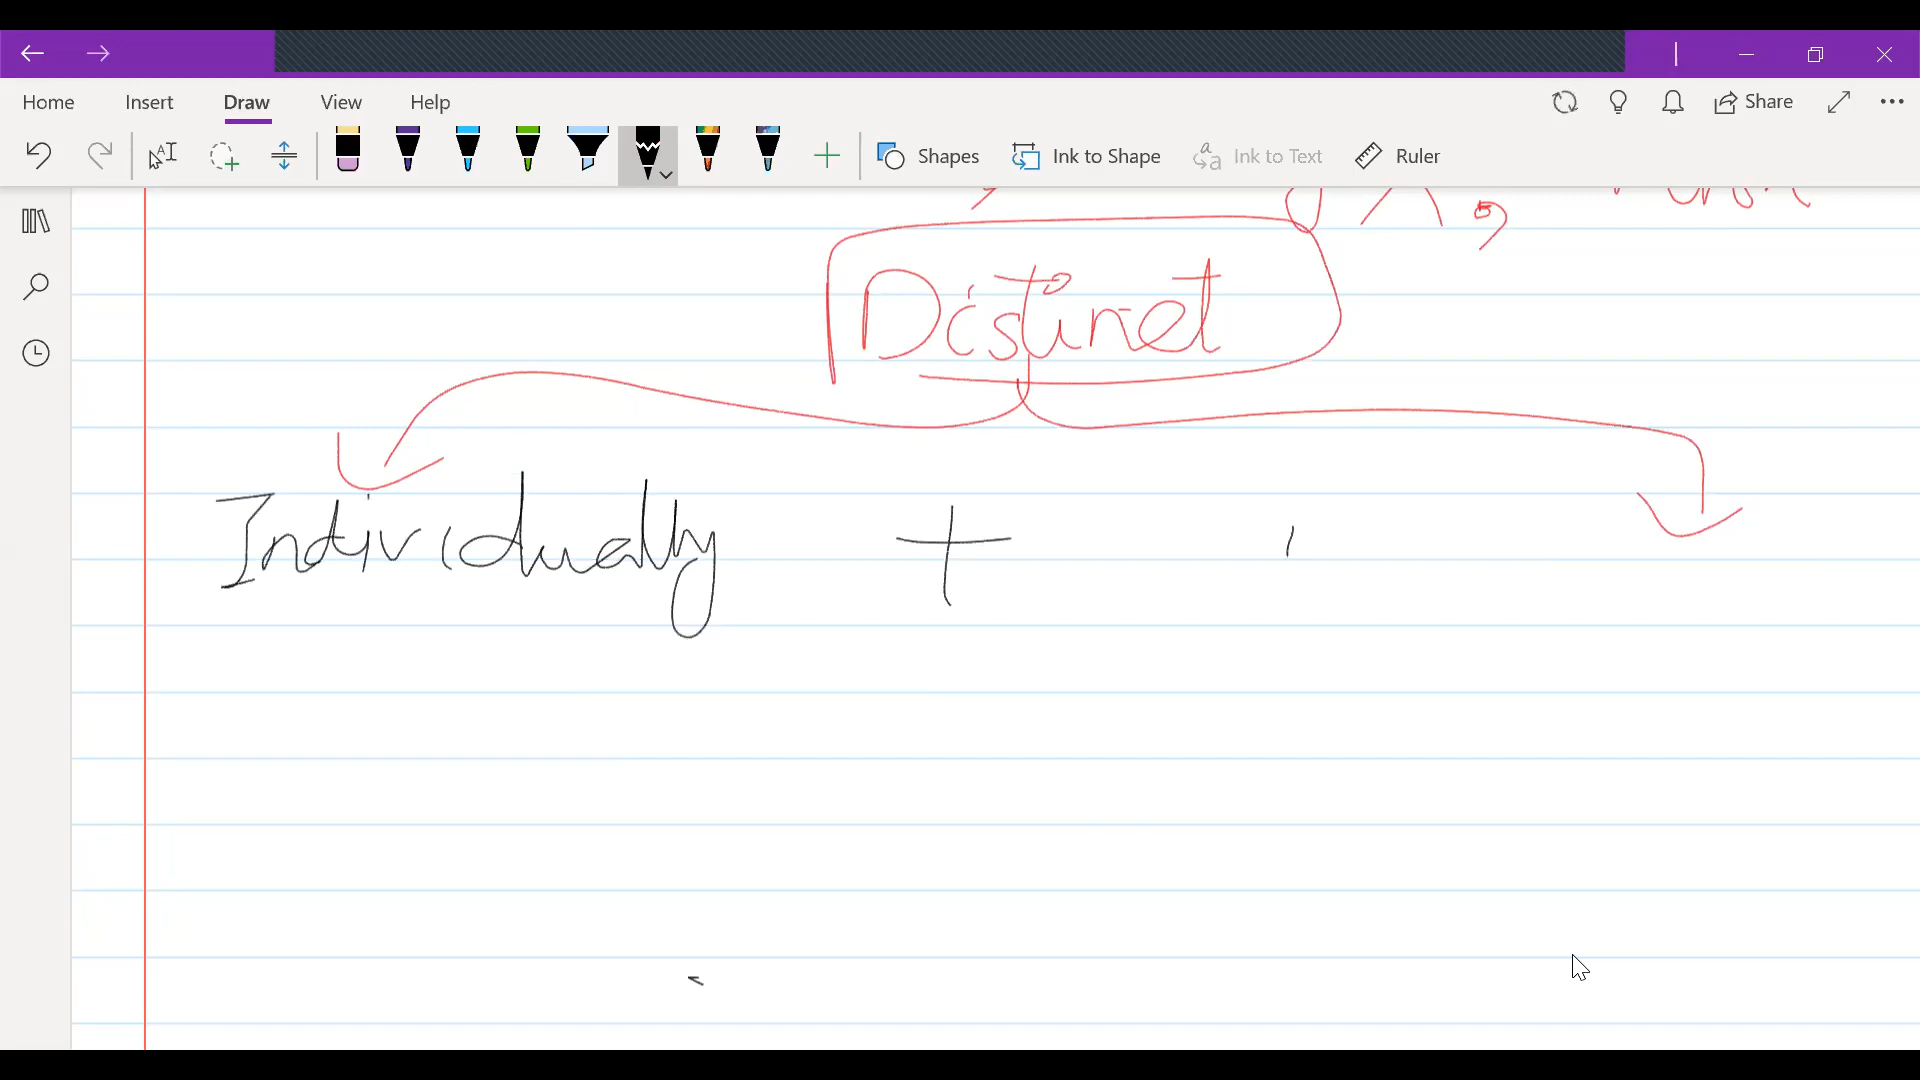 Home Insert Draw View Help Share
Shapes Ink to Shape Ink to Text Ruler
Distinct
Individually +